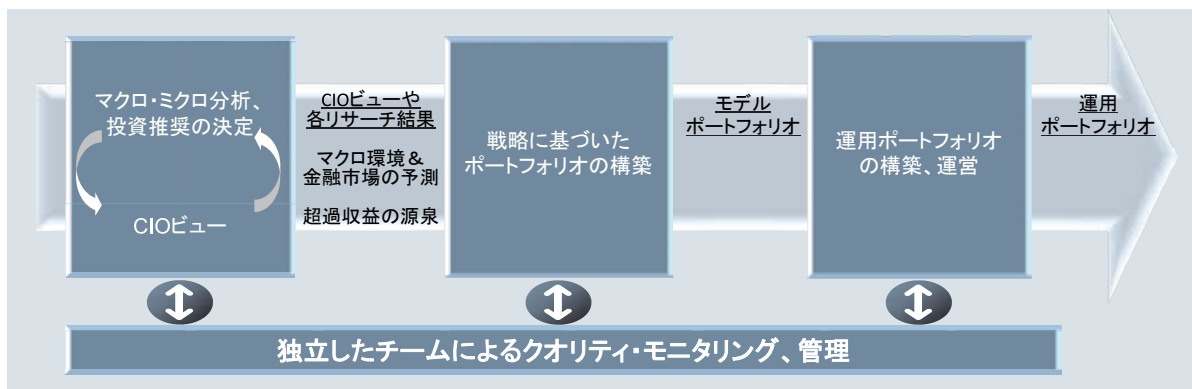 マクロ・ミクロ分析、
投資推奨の決定
CIOビュー
CIOビューや
各リサーチ結果
マクロ環境＆
金融市場の予測
超過収益の源泉
戦略に基づいた
ポートフォリオの構築
モデル
ポートフォリオ
運用ポートフォリオ
の構築、運営
運用
ポートフォリオ
独立したチームによるクオリティ・モニタリング、管理